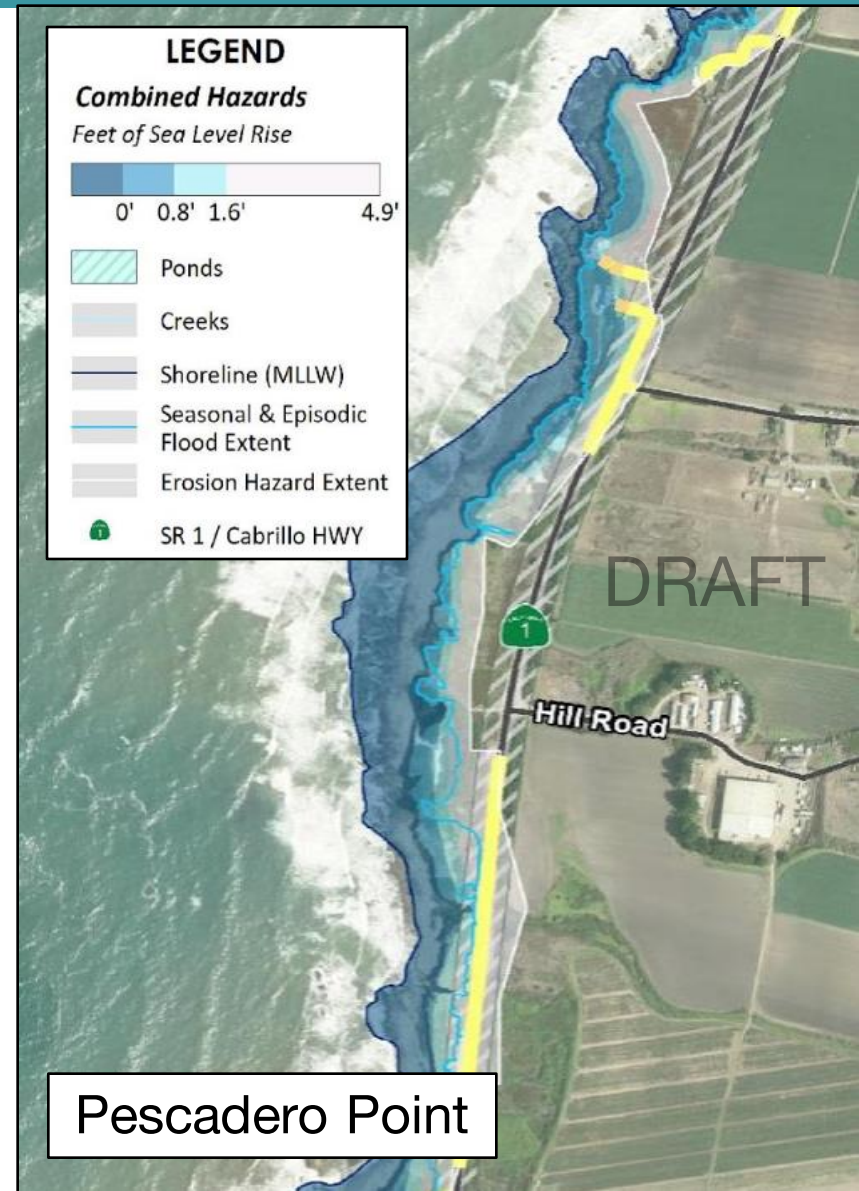 LEGEND
Combined Hazards
Feet of Sea Level Rise
0' 0.8' 1.6' 4.9'
Ponds
Creeks
Shoreline (MLLW)
Seasonal & Episodic
Flood Extent
Erosion Hazard Extent
SR 1 / Cabrillo HWY
DRAFT
1
Hill Road
Pescadero Point